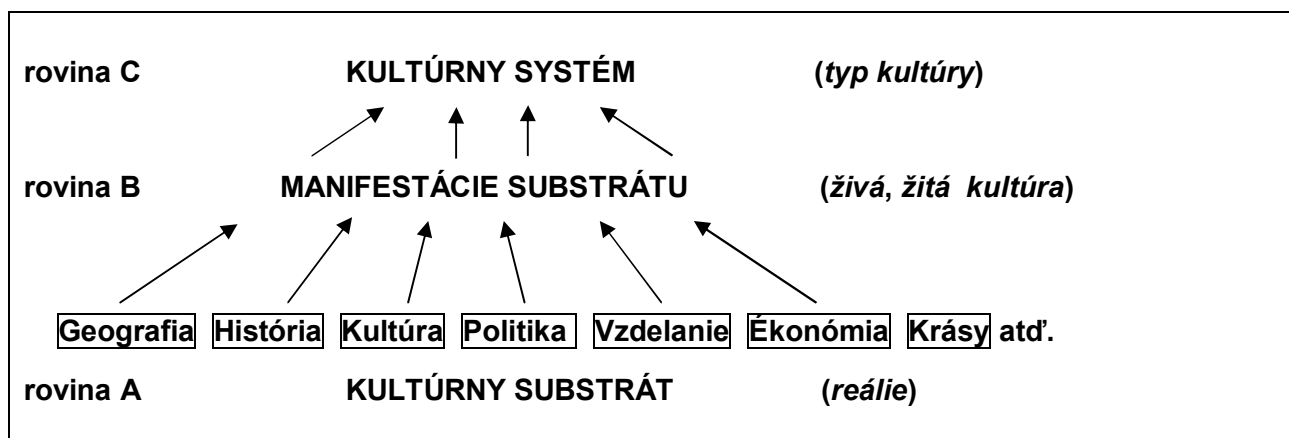 rovina C KULTÚRNY SYSTÉM (typ kultúry)
rovina B MANIFESTÁCIE SUBSTRÁTU (živá, žitá kultúra)
Geografia História Kultúra Politika Vzdelanie Ékonómia Krásy atď.
rovina A KULTÚRNY SUBSTRÁT (reálie)